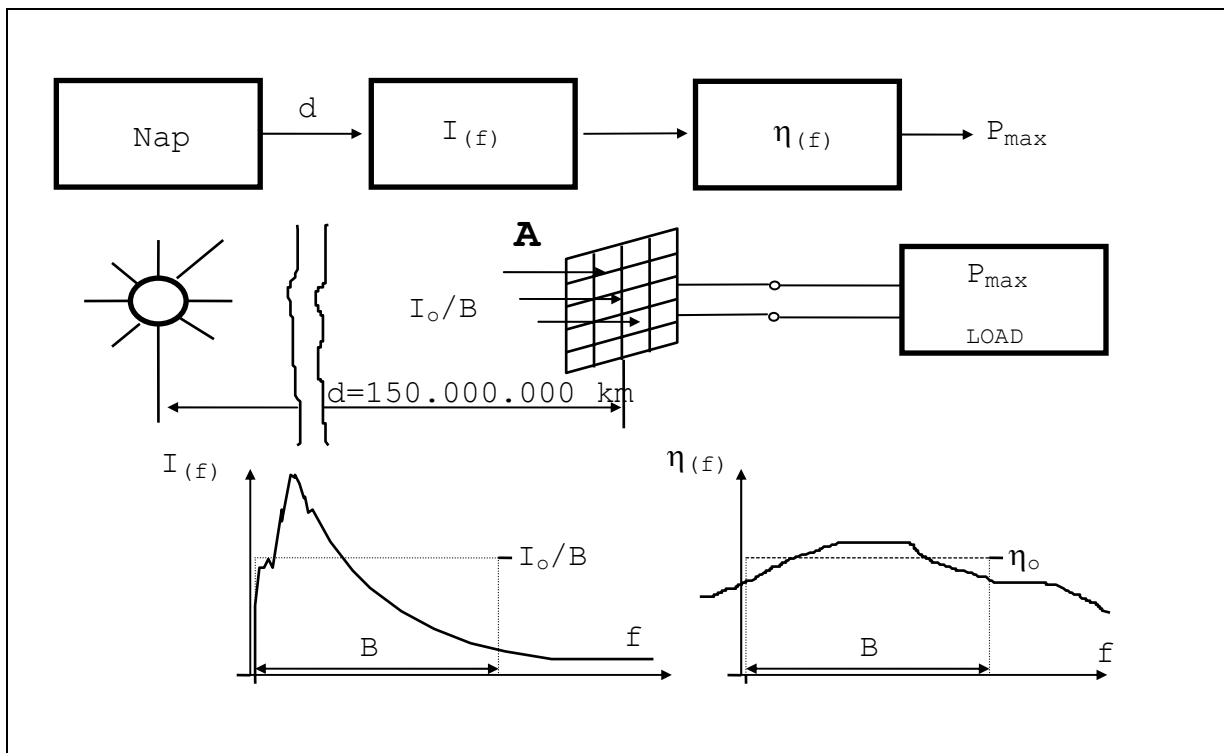 d
Nap
I(f)
η(f)
Pmax
A
Io/B
Pmax
LOAD
d=150.000.000 km
I(f)
η(f)
Io/B
ηo
B
f
B
f